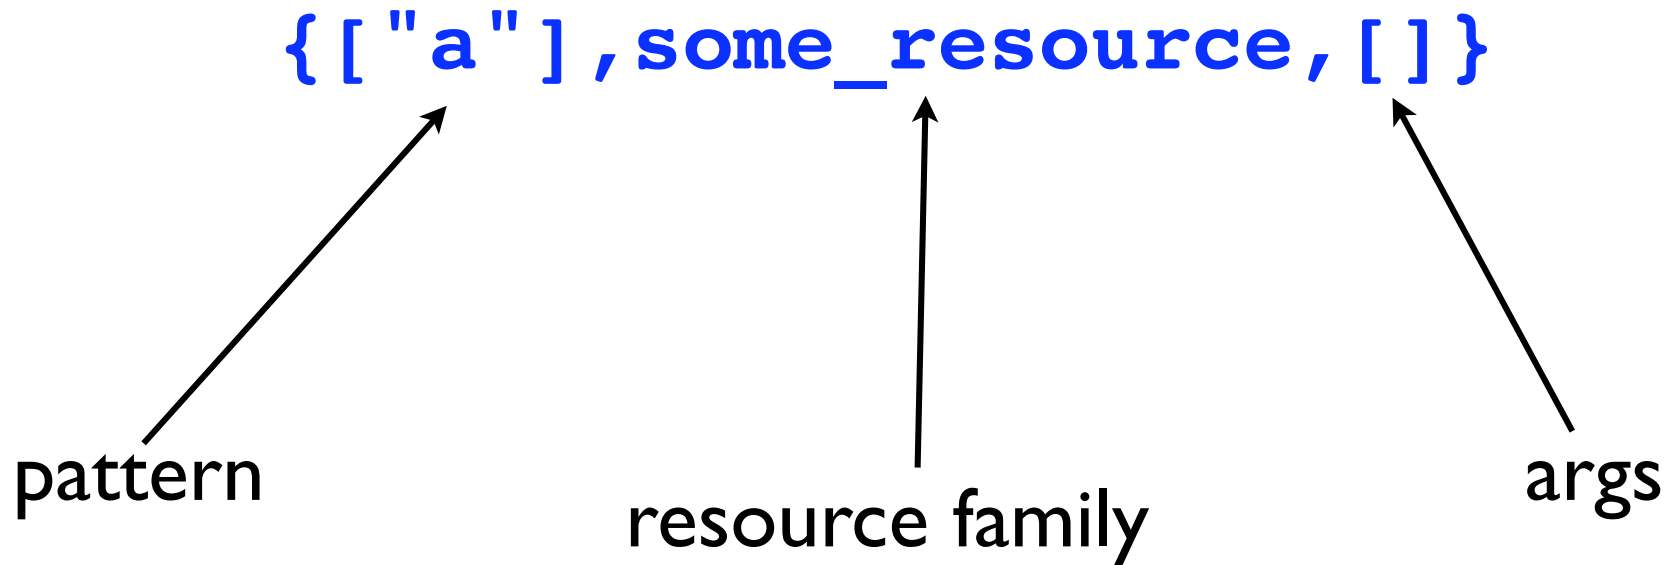 {["a"],some_resource,[]}
pattern
resource family
args